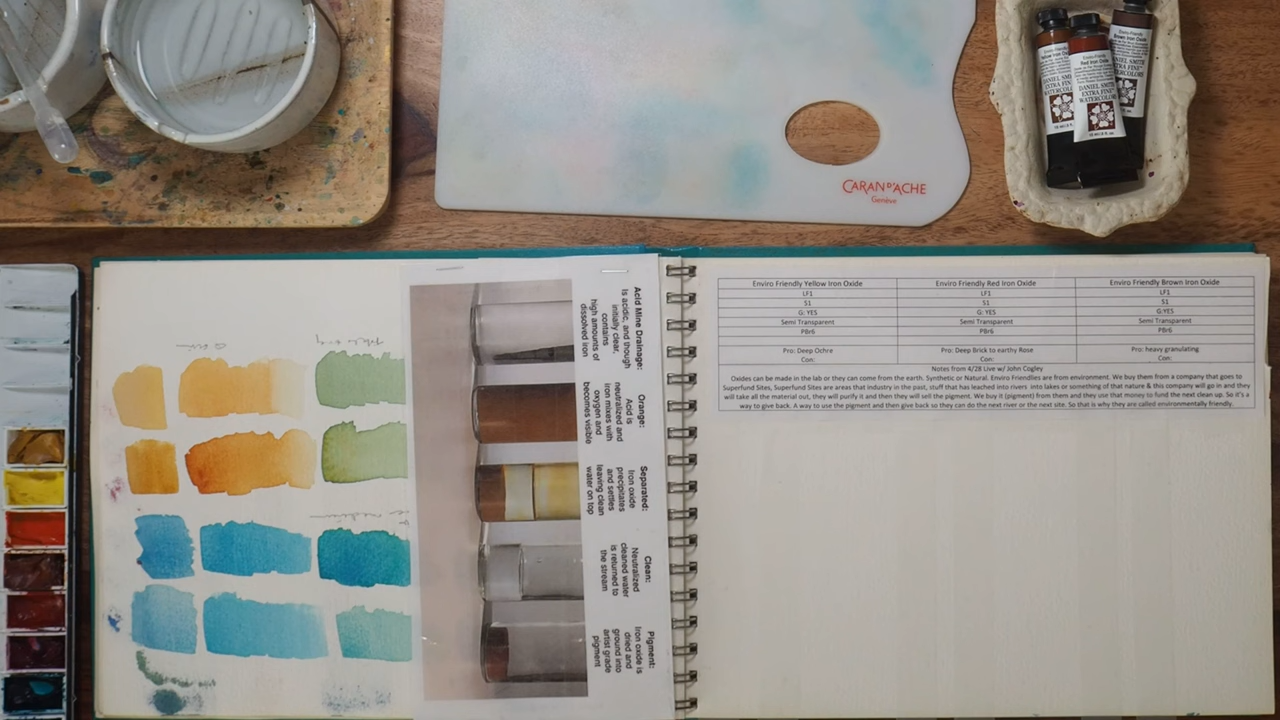 CARAN D'ACHE
Genève
Enviro-Friendly
Red Iron Oxide
DANIEL SMITH
EXTRA FINE™
WATERCOLORS
Enviro-Friendly
Brown Iron Oxide
Acid Mine Drainage:
is acidic, and though
initially clear,
contains
high amounts of
dissolved iron
Orange:
Acid is
neutralized and
iron mixes with
oxygen and
becomes visible
Separated:
Iron oxide
precipitates
and settles
leaving clean
water on top
Clean:
Neutralized
cleaned water
is returned to
the stream
Pigment:
Iron oxide is
dried and
ground into
artist grade
pigment
Enviro Friendly Yellow Iron Oxide Enviro Friendly Red Iron Oxide Enviro Friendly Brown Iron Oxide
LF1 LF1 LF1
S1 S1 S1
G: YES G: YES G:YES
Semi Transparent Semi Transparent Semi Transparent
PBr6 PBr6 PBr6
Pro: Deep Ochre Pro: Deep Brick to earthy Rose Pro: heavy granulating
Con: Con: Con:
Notes from 4/28 Live w/ John Cogley
Oxides can be made in the lab or they can come from the earth. Synthetic or Natural. Enviro Friendlies are from environment. We buy them from a company that goes to
Superfund Sites, Superfund Sites are areas that industry in the past, stuff that has leached into rivers into lakes or something of that nature & this company will go in and they
will take all the material out, they will purify it and then they will sell the pigment. We buy it (pigment) from them and they use that money to fund the next clean up. So it's a
way to give back. A way to use the pigment and then give back so they can do the next river or the next site. So that is why they are called environmentally friendly.